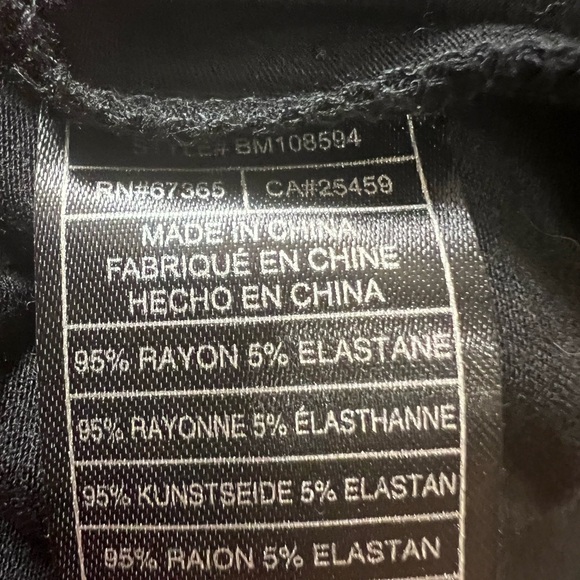 STYLE# BM108594
RN#67365 CA#25459
MADE IN CHINA
FABRIQUÉ EN CHINE
HECHO EN CHINA
95% RAYON 5% ELASTANE
95% RAYONNE 5% ÉLASTHANNE
95% KUNSTSEIDE 5% ELASTAN
95% RAION 5% ELASTAN